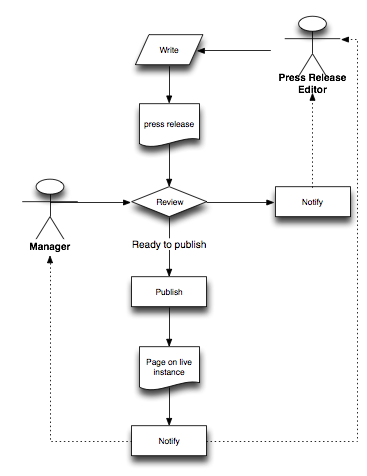 Write
Press Release
Editor
press release
Review
Notify
Manager
Ready to publish
Publish
Page on live
instance
Notify